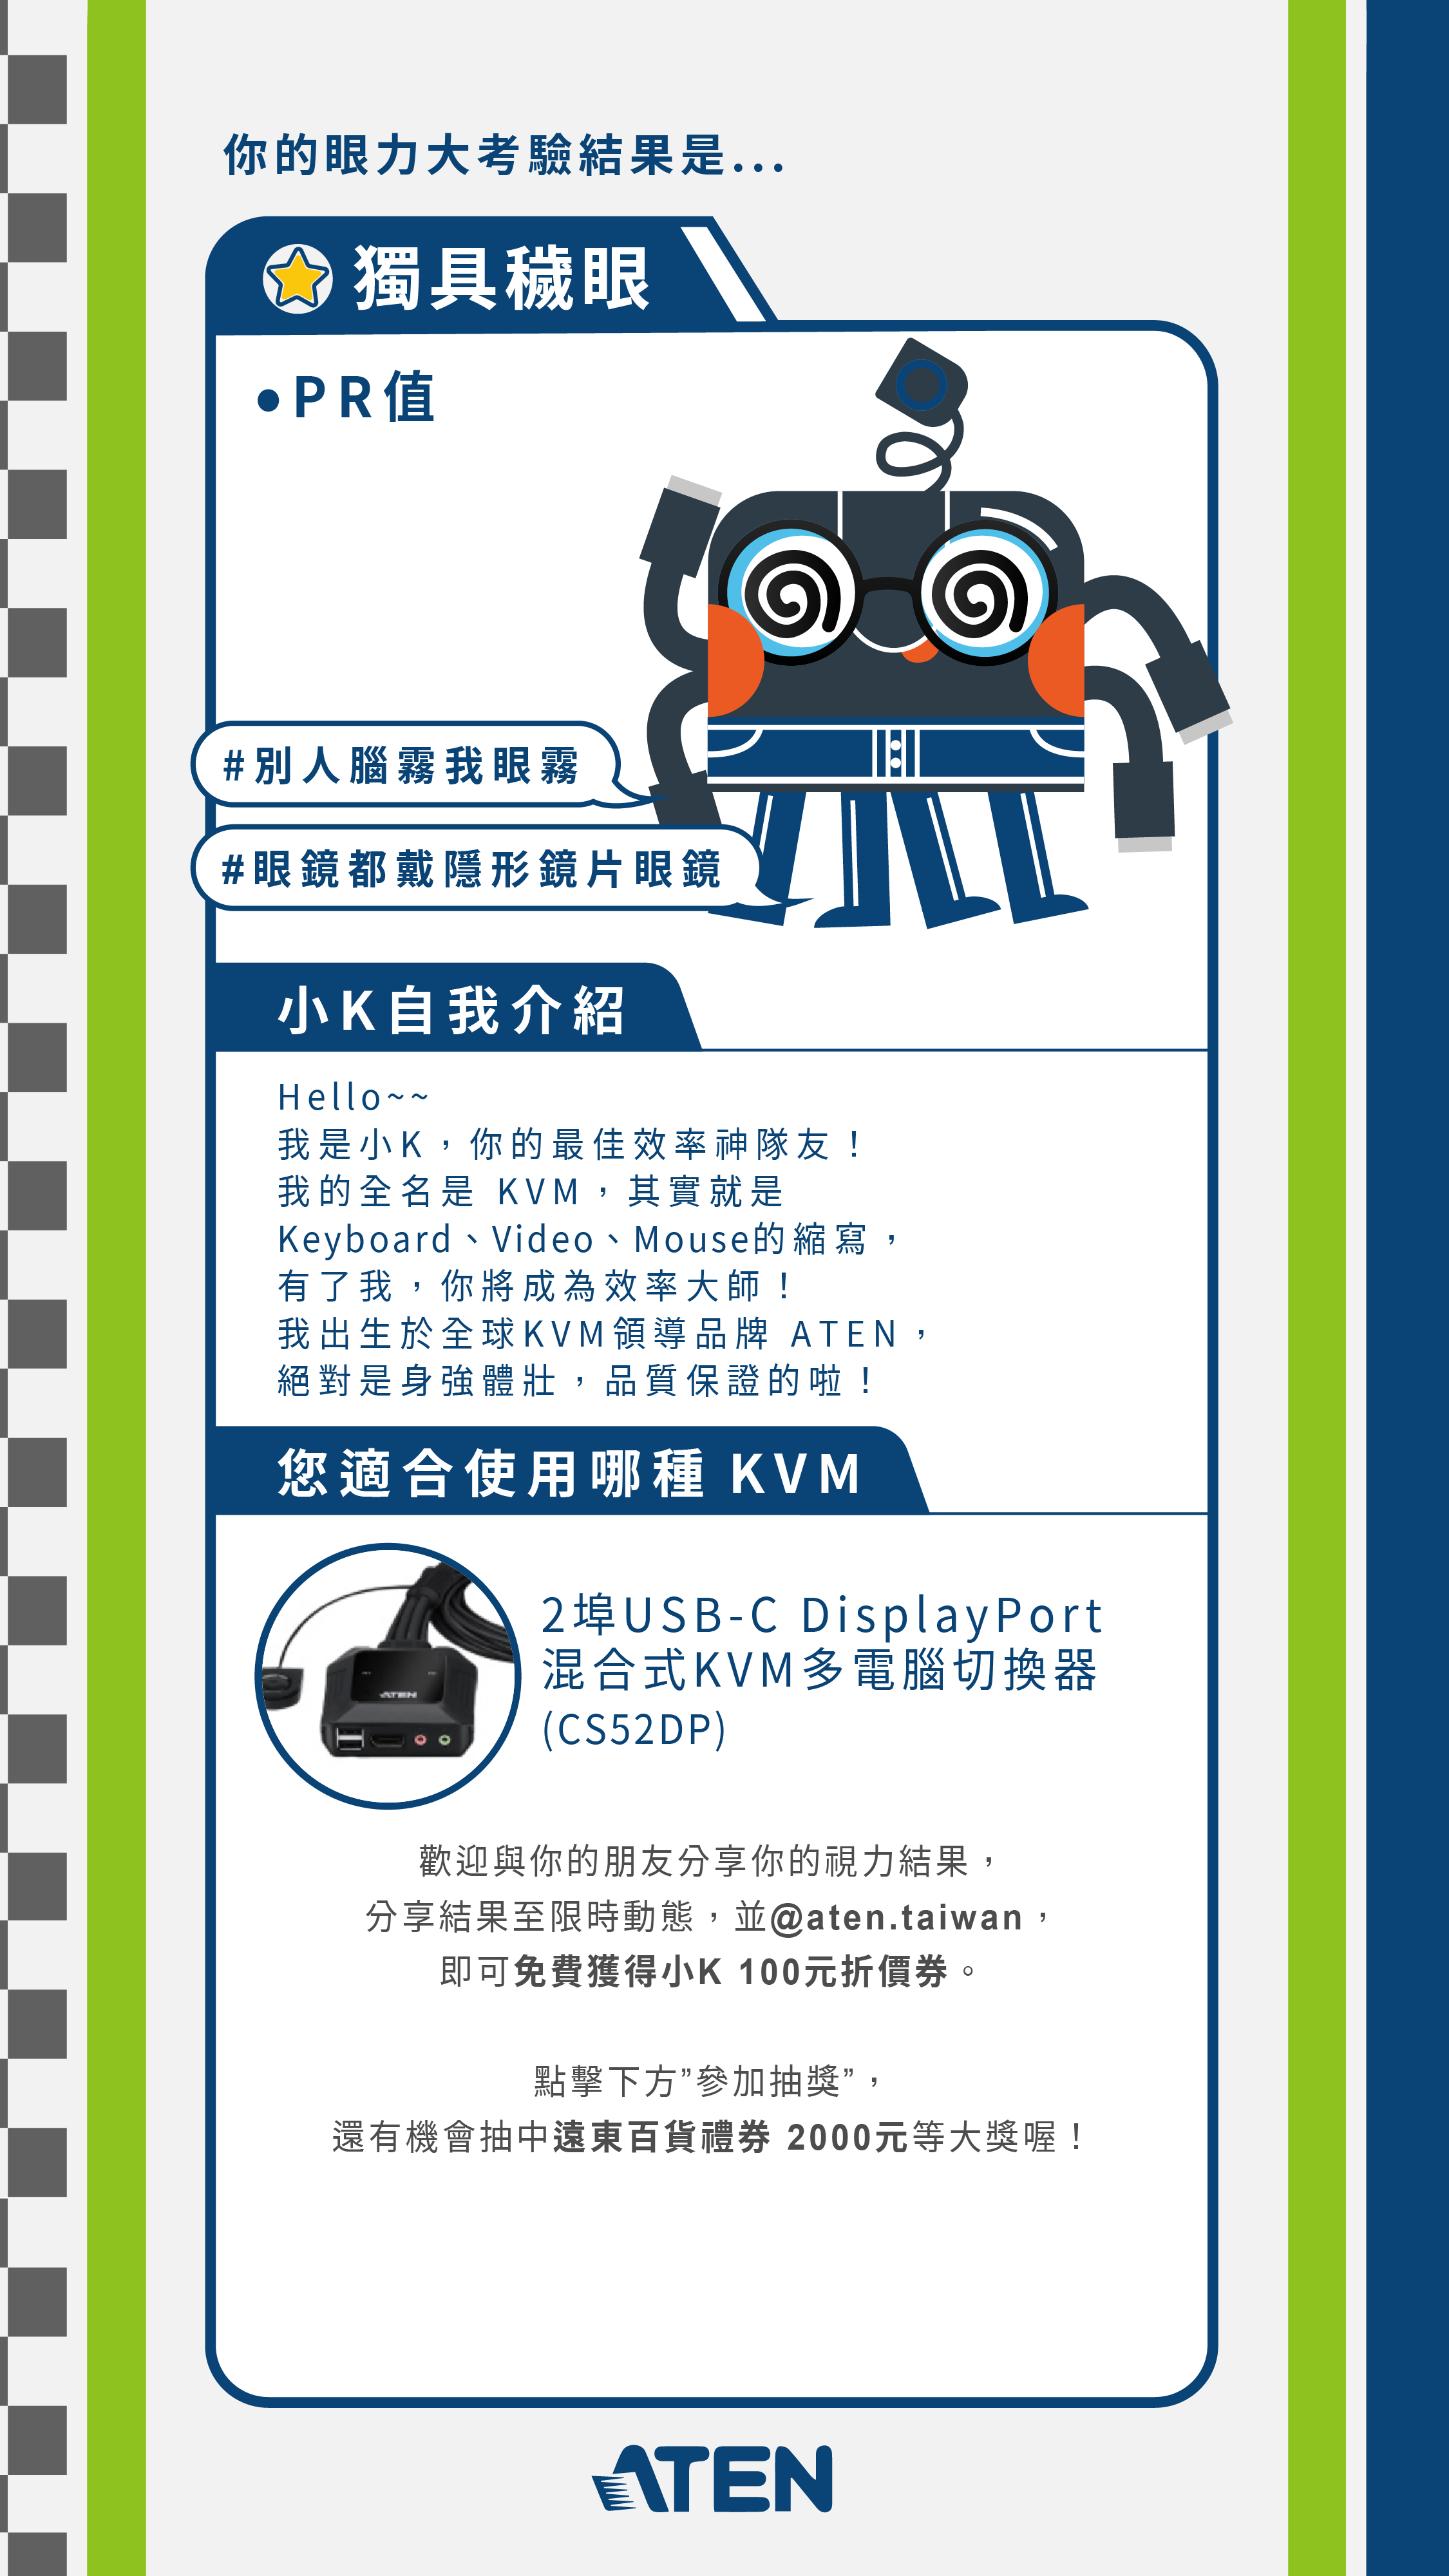 你的眼力大考驗結果是...
獨具穢眼
•PR值
#別人腦霧我眼霧
#眼鏡都戴隱形鏡片眼鏡
小K自我介紹
Hello~~
我是小K，你的最佳效率神隊友！
我的全名是 KVM，其實就是
Keyboard、Video、Mouse的縮寫，
有了我，你將成為效率大師！
我出生於全球KVM領導品牌 ATEN，
絕對是身強體壯，品質保證的啦！
您適合使用哪種 KVM
ATEN
2埠USB-C DisplayPort
混合式KVM多電腦切換器
(CS52DP)
歡迎與你的朋友分享你的視力結果，
分享結果至限時動態，並@aten.taiwan，
即可免費獲得小K 100元折價券。
點擊下方”參加抽獎”，
還有機會抽中遠東百貨禮券 2000元等大獎喔！
ATEN